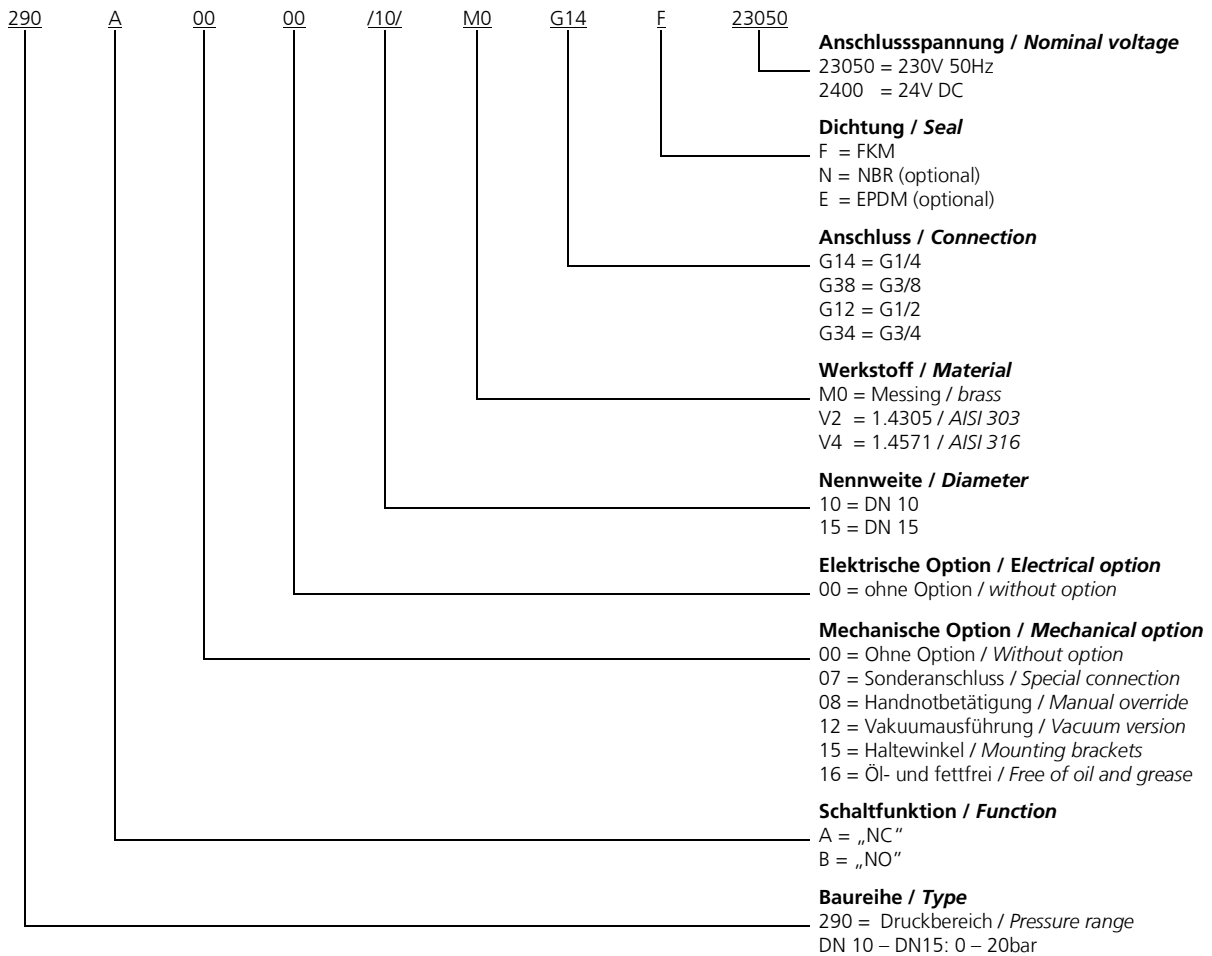 290 A 00 00 /10/ M0 G14 F 23050
Anschlussspannung / Nominal voltage
23050 = 230V 50Hz
2400 = 24V DC
Dichtung / Seal
F = FKM
N = NBR (optional)
E = EPDM (optional)
Anschluss / Connection
G14 = G1/4
G38 = G3/8
G12 = G1/2
G34 = G3/4
Werkstoff / Material
M0 = Messing / brass
V2 = 1.4305 / AISI 303
V4 = 1.4571 / AISI 316
Nennweite / Diameter
10 = DN 10
15 = DN 15
Elektrische Option / Electrical option
00 = ohne Option / without option
Mechanische Option / Mechanical option
00 = Ohne Option / Without option
07 = Sonderanschluss / Special connection
08 = Handnotbetätigung / Manual override
12 = Vakuumausführung / Vacuum version
15 = Haltewinkel / Mounting brackets
16 = Öl- und fettfrei / Free of oil and grease
Schaltfunktion / Function
A = „NC“
B = „NO”
Baureihe / Type
290 = Druckbereich / Pressure range
DN 10 – DN15: 0 – 20bar